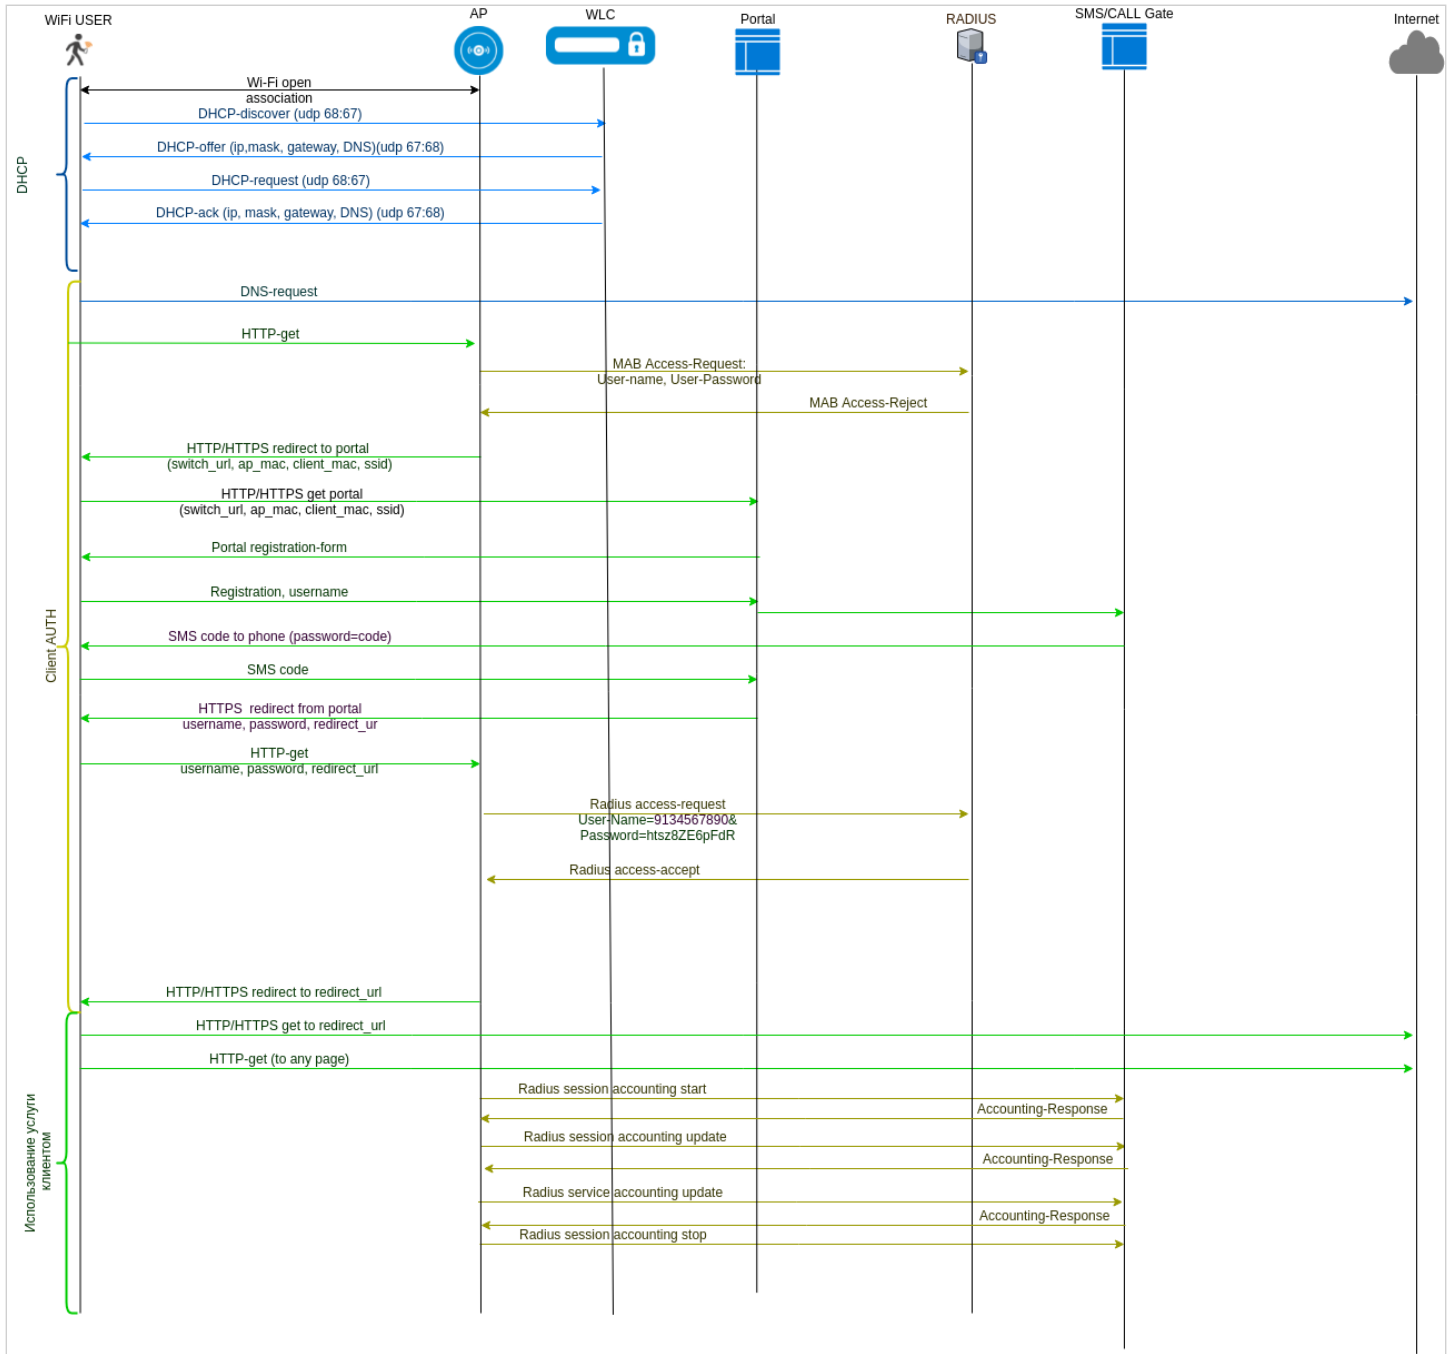 WiFi USER
AP
WLC
Portal
RADIUS
SMS/CALL Gate
Internet
DHCP
Wi-Fi open
association
DHCP-discover (udp 68:67)
DHCP-offer (ip,mask, gateway, DNS)(udp 67:68)
DHCP-request (udp 68:67)
DHCP-ack (ip, mask, gateway, DNS) (udp 67:68)
Client AUTH
DNS-request
HTTP-get
MAB Access-Request:
User-name, User-Password
MAB Access-Reject
HTTP/HTTPS redirect to portal
(switch_url, ap_mac, client_mac, ssid)
HTTP/HTTPS get portal
(switch_url, ap_mac, client_mac, ssid)
Portal registration-form
Registration, username
SMS code to phone (password=code)
SMS code
HTTPS  redirect from portal
username, password, redirect_ur
HTTP-get
username, password, redirect_url
Radius access-request
User-Name=9134567890&
Password=htsz8ZE6pFdR
Radius access-accept
HTTP/HTTPS redirect to redirect_url
Использование услуги
клиентом
HTTP/HTTPS get to redirect_url
HTTP-get (to any page)
Radius session accounting start
Accounting-Response
Radius session accounting update
Accounting-Response
Radius service accounting update
Accounting-Response
Radius session accounting stop